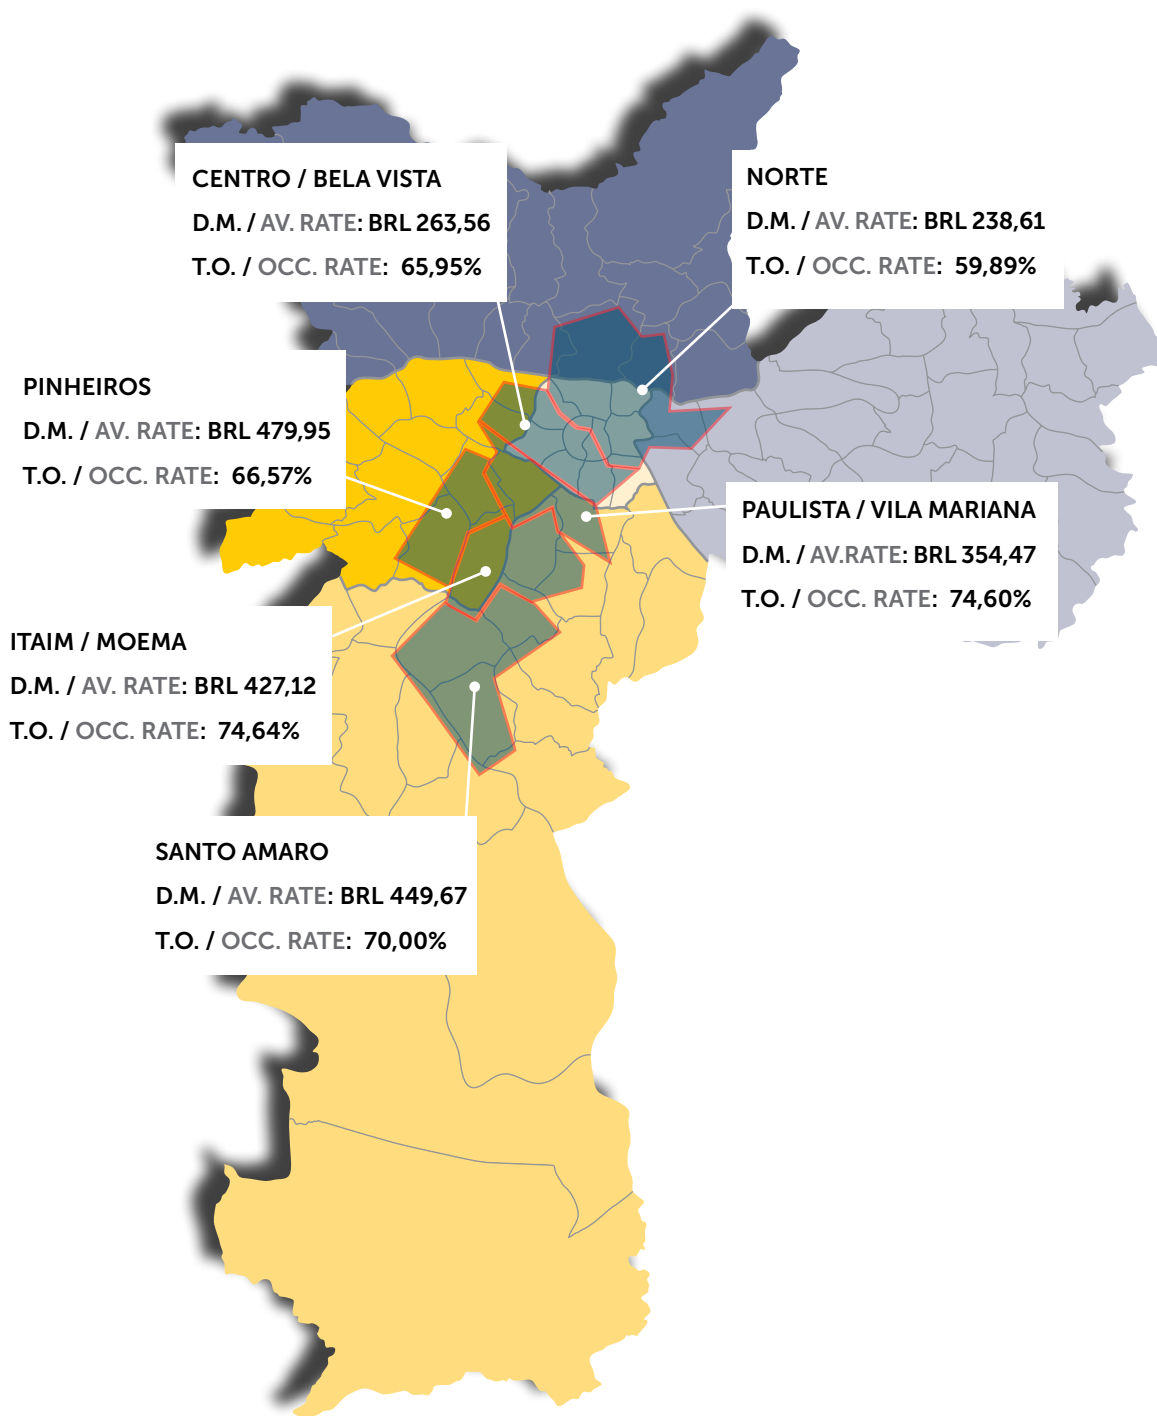 CENTRO / BELA VISTA
D.M. / AV. RATE: BRL 263,56
T.O. / OCC. RATE: 65,95%
NORTE
D.M. / AV. RATE: BRL 238,61
T.O. / OCC. RATE: 59,89%
PINHEIROS
D.M. / AV. RATE: BRL 479,95
T.O. / OCC. RATE: 66,57%
PAULISTA / VILA MARIANA
D.M. / AV.RATE: BRL 354,47
T.O. / OCC. RATE: 74,60%
ITAIM / MOEMA
D.M. / AV. RATE: BRL 427,12
T.O. / OCC. RATE: 74,64%
SANTO AMARO
D.M. / AV. RATE: BRL 449,67
T.O. / OCC. RATE: 70,00%